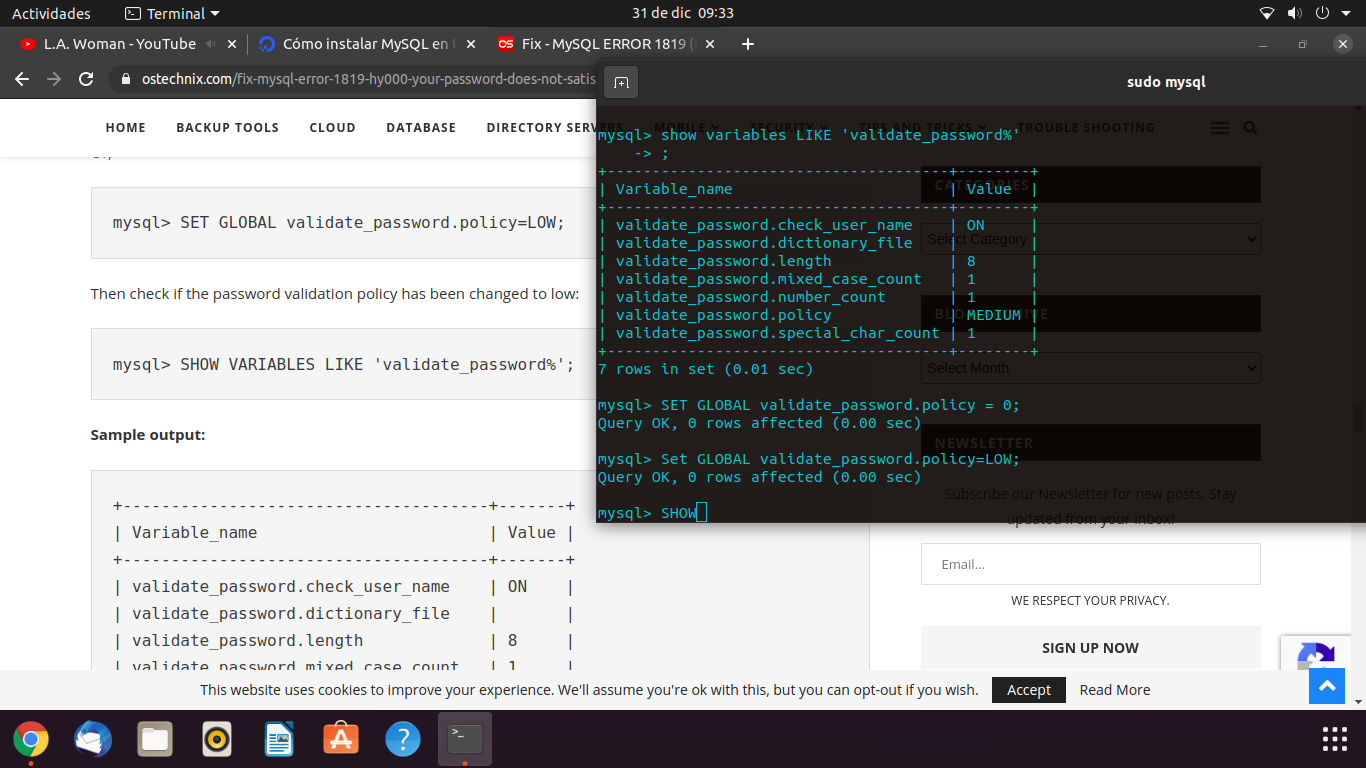 Actividades
Terminal
31 de dic 09:33
L.A. Woman - YouTube
Cómo instalar MySQL en U
Fix - MySQL ERROR 1819 (
ostechnix.com/fix-mysql-error-1819-hy000-your-password-does-not-satis
sudo mysql
HOME
BACKUP TOOLS
CLOUD
DATABASE
DIRECTORY SERVERS
MOBILE
SECURITY
TIPS AND TRICKS
TROUBLE SHOOTING
mysql> SET GLOBAL validate_password.policy=LOW;
Then check if the password validation policy has been changed to low:
mysql> SHOW VARIABLES LIKE 'validate_password%';
Sample output:
+--------------------------------------+-------+
| Variable_name | Value |
+--------------------------------------+-------+
| validate_password.check_user_name | ON |
| validate_password.dictionary_file | |
| validate_password.length | 8 |
| validate_password.mixed_case_count | 1 |
mysql> show variables LIKE 'validate_password%'
-> ;
+--------------------------------------+--------+
| Variable_name | Value |
+--------------------------------------+--------+
| validate_password.check_user_name | ON |
| validate_password.dictionary_file | |
| validate_password.length | 8 |
| validate_password.mixed_case_count | 1 |
| validate_password.number_count | 1 |
| validate_password.policy | MEDIUM |
| validate_password.special_char_count | 1 |
+--------------------------------------+--------+
7 rows in set (0.01 sec)
mysql> SET GLOBAL validate_password.policy = 0;
Query OK, 0 rows affected (0.00 sec)
mysql> Set GLOBAL validate_password.policy=LOW;
Query OK, 0 rows affected (0.00 sec)
mysql> SHOW
CATEGORIES
Select Category
Select Month
NEWSLETTER
Subscribe our Newsletter for new posts. Stay
updated from your inbox!
Email...
WE RESPECT YOUR PRIVACY.
SIGN UP NOW
This website uses cookies to improve your experience. We'll assume you're ok with this, but you can opt-out if you wish.
Accept
Read More